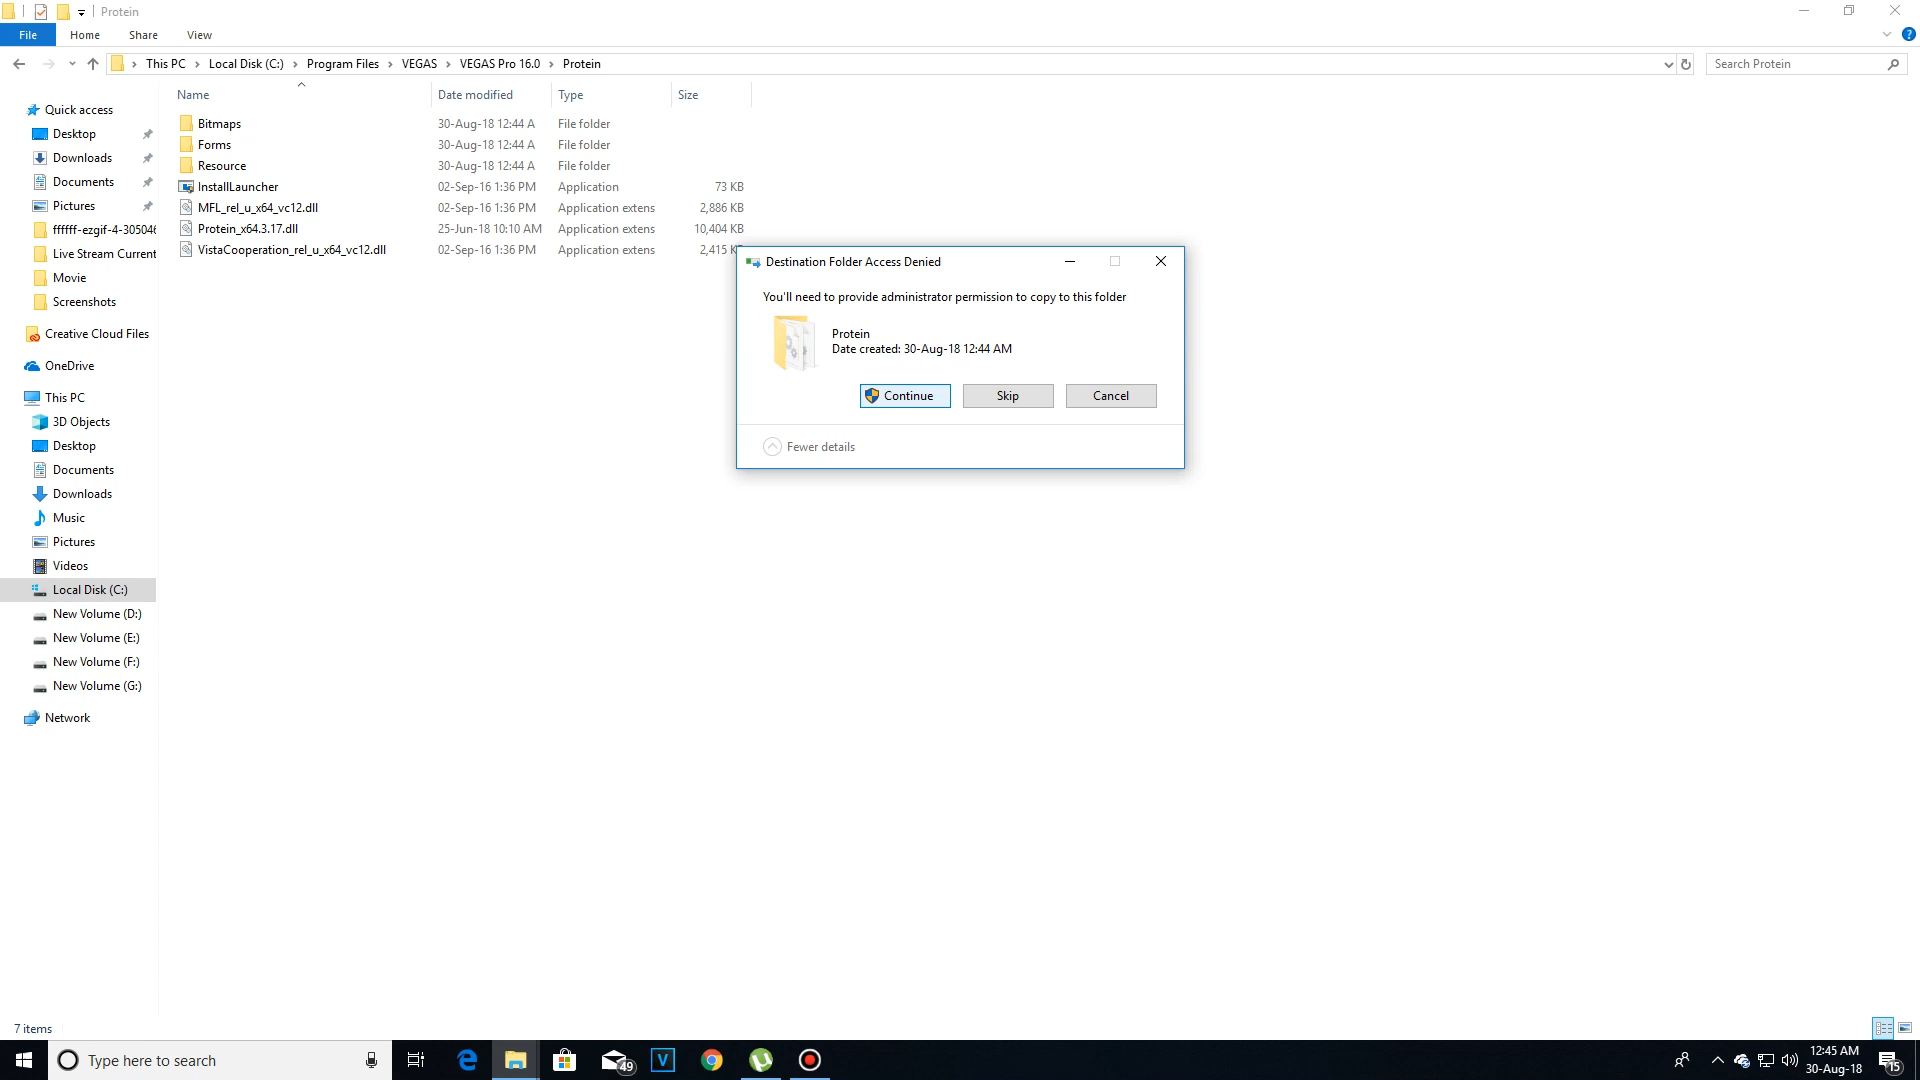 Protein
File Home Share View
This PC Local Disk (C:) Program Files VEGAS VEGAS Pro 16.0 Protein
Search Protein
Name Date modified Type Size
Bitmaps 30-Aug-18 12:44 A File folder
Forms 30-Aug-18 12:44 A File folder
Resource 30-Aug-18 12:44 A File folder
InstallLauncher 02-Sep-16 1:36 PM Application 73 KB
MFL_rel_u_x64_vc12.dll 02-Sep-16 1:36 PM Application extens 2,886 KB
Protein_x64.3.17.dll 25-Jun-18 10:10 AM Application extens 10,404 KB
VistaCooperation_rel_u_x64_vc12.dll 02-Sep-16 1:36 PM Application extens 2,415 K
Quick access
Desktop
Downloads
Documents
Pictures
ffffff-ezgif-4-305046
Live Stream Current
Movie
Screenshots
Creative Cloud Files
OneDrive
This PC
3D Objects
Desktop
Documents
Downloads
Music
Pictures
Videos
Local Disk (C:)
New Volume (D:)
New Volume (E:)
New Volume (F:)
New Volume (G:)
Network
Destination Folder Access Denied
You'll need to provide administrator permission to copy to this folder
Protein
Date created: 30-Aug-18 12:44 AM
Continue Skip Cancel
Fewer details
7 items
Type here to search
49
V
12:45 AM
30-Aug-18
15